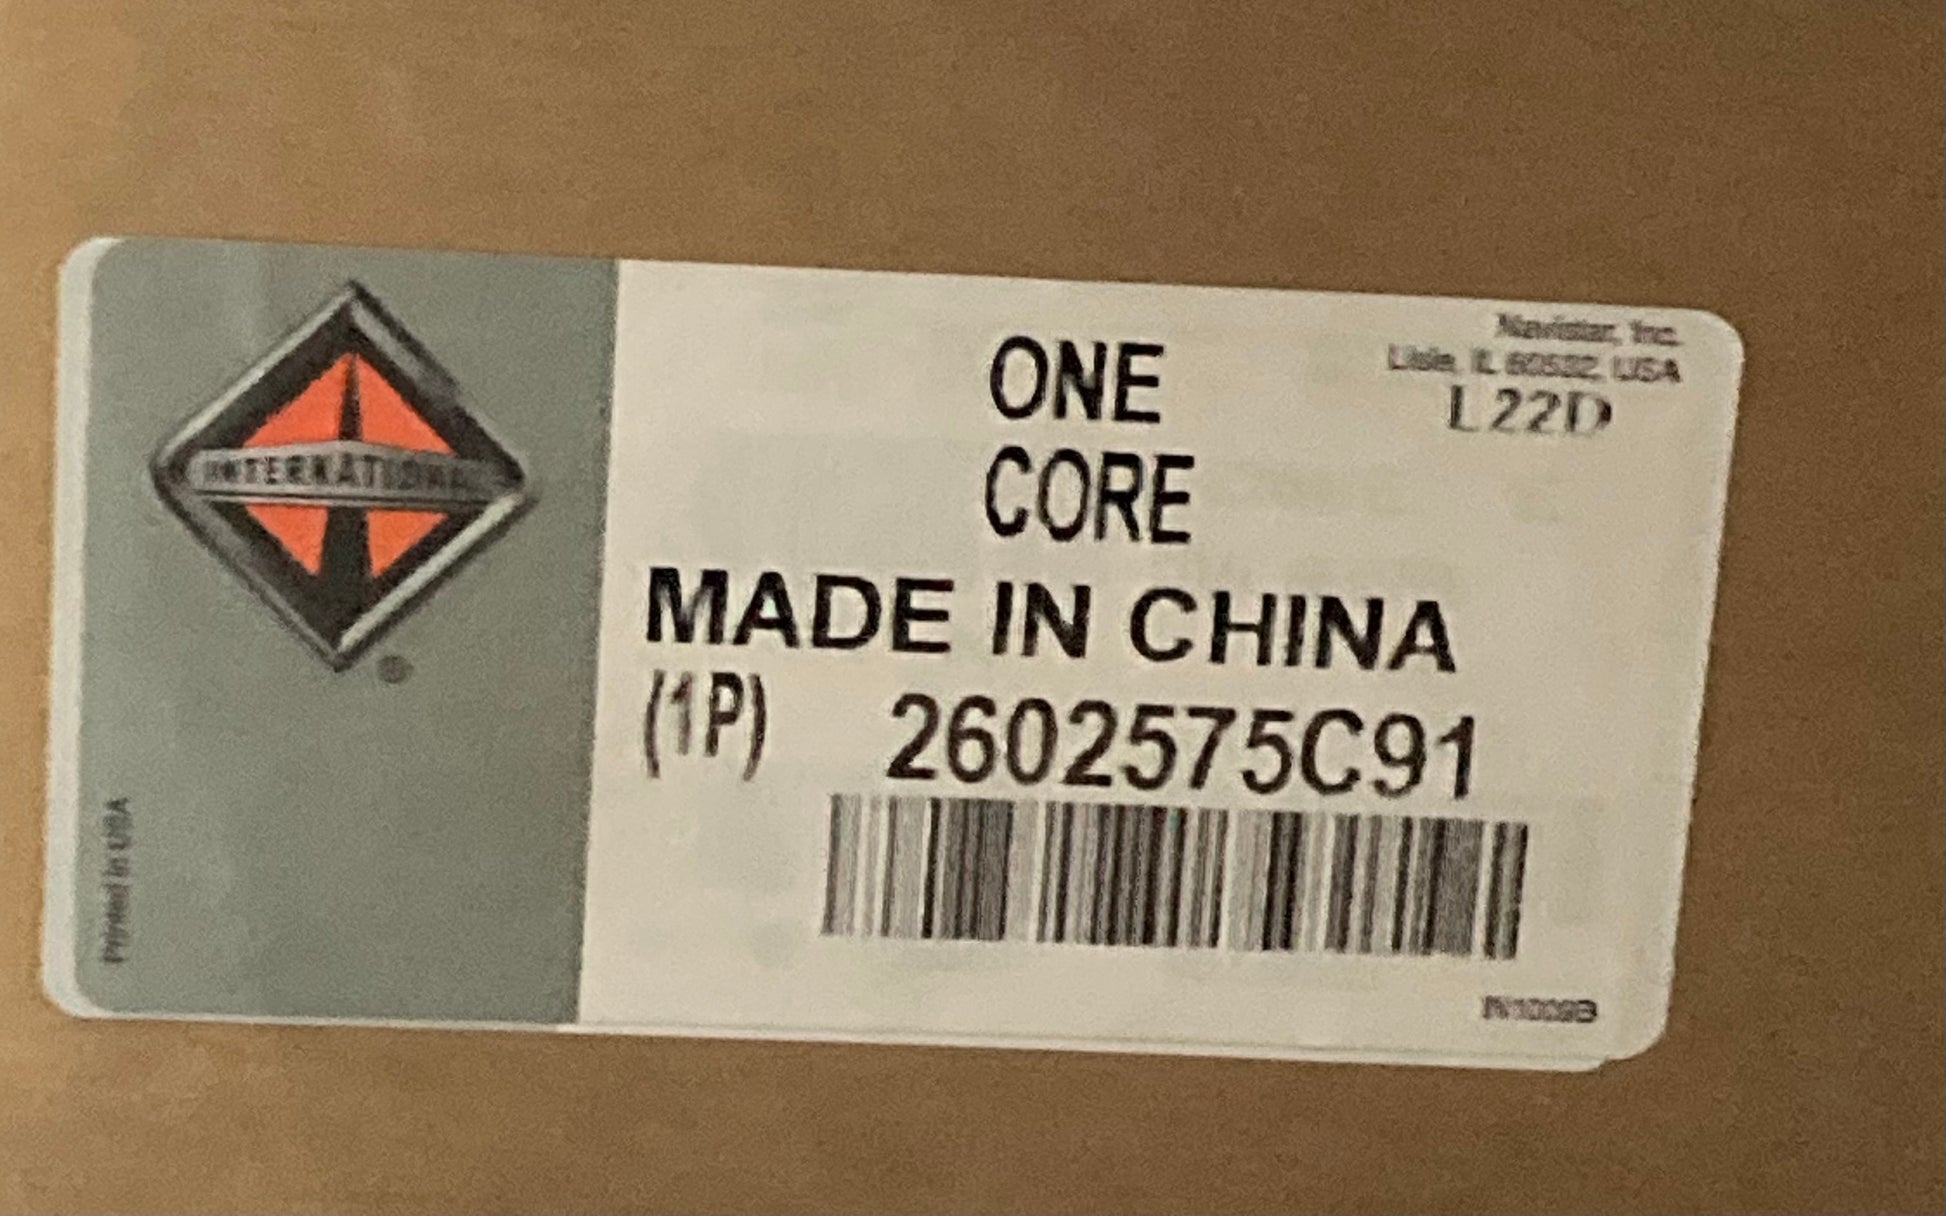 INTERNATIONAL
®
Navistar, Inc.
Lisle, IL 60532, USA
L22D
ONE
CORE
MADE IN CHINA
(1P) 2602575C91
Printed in USA